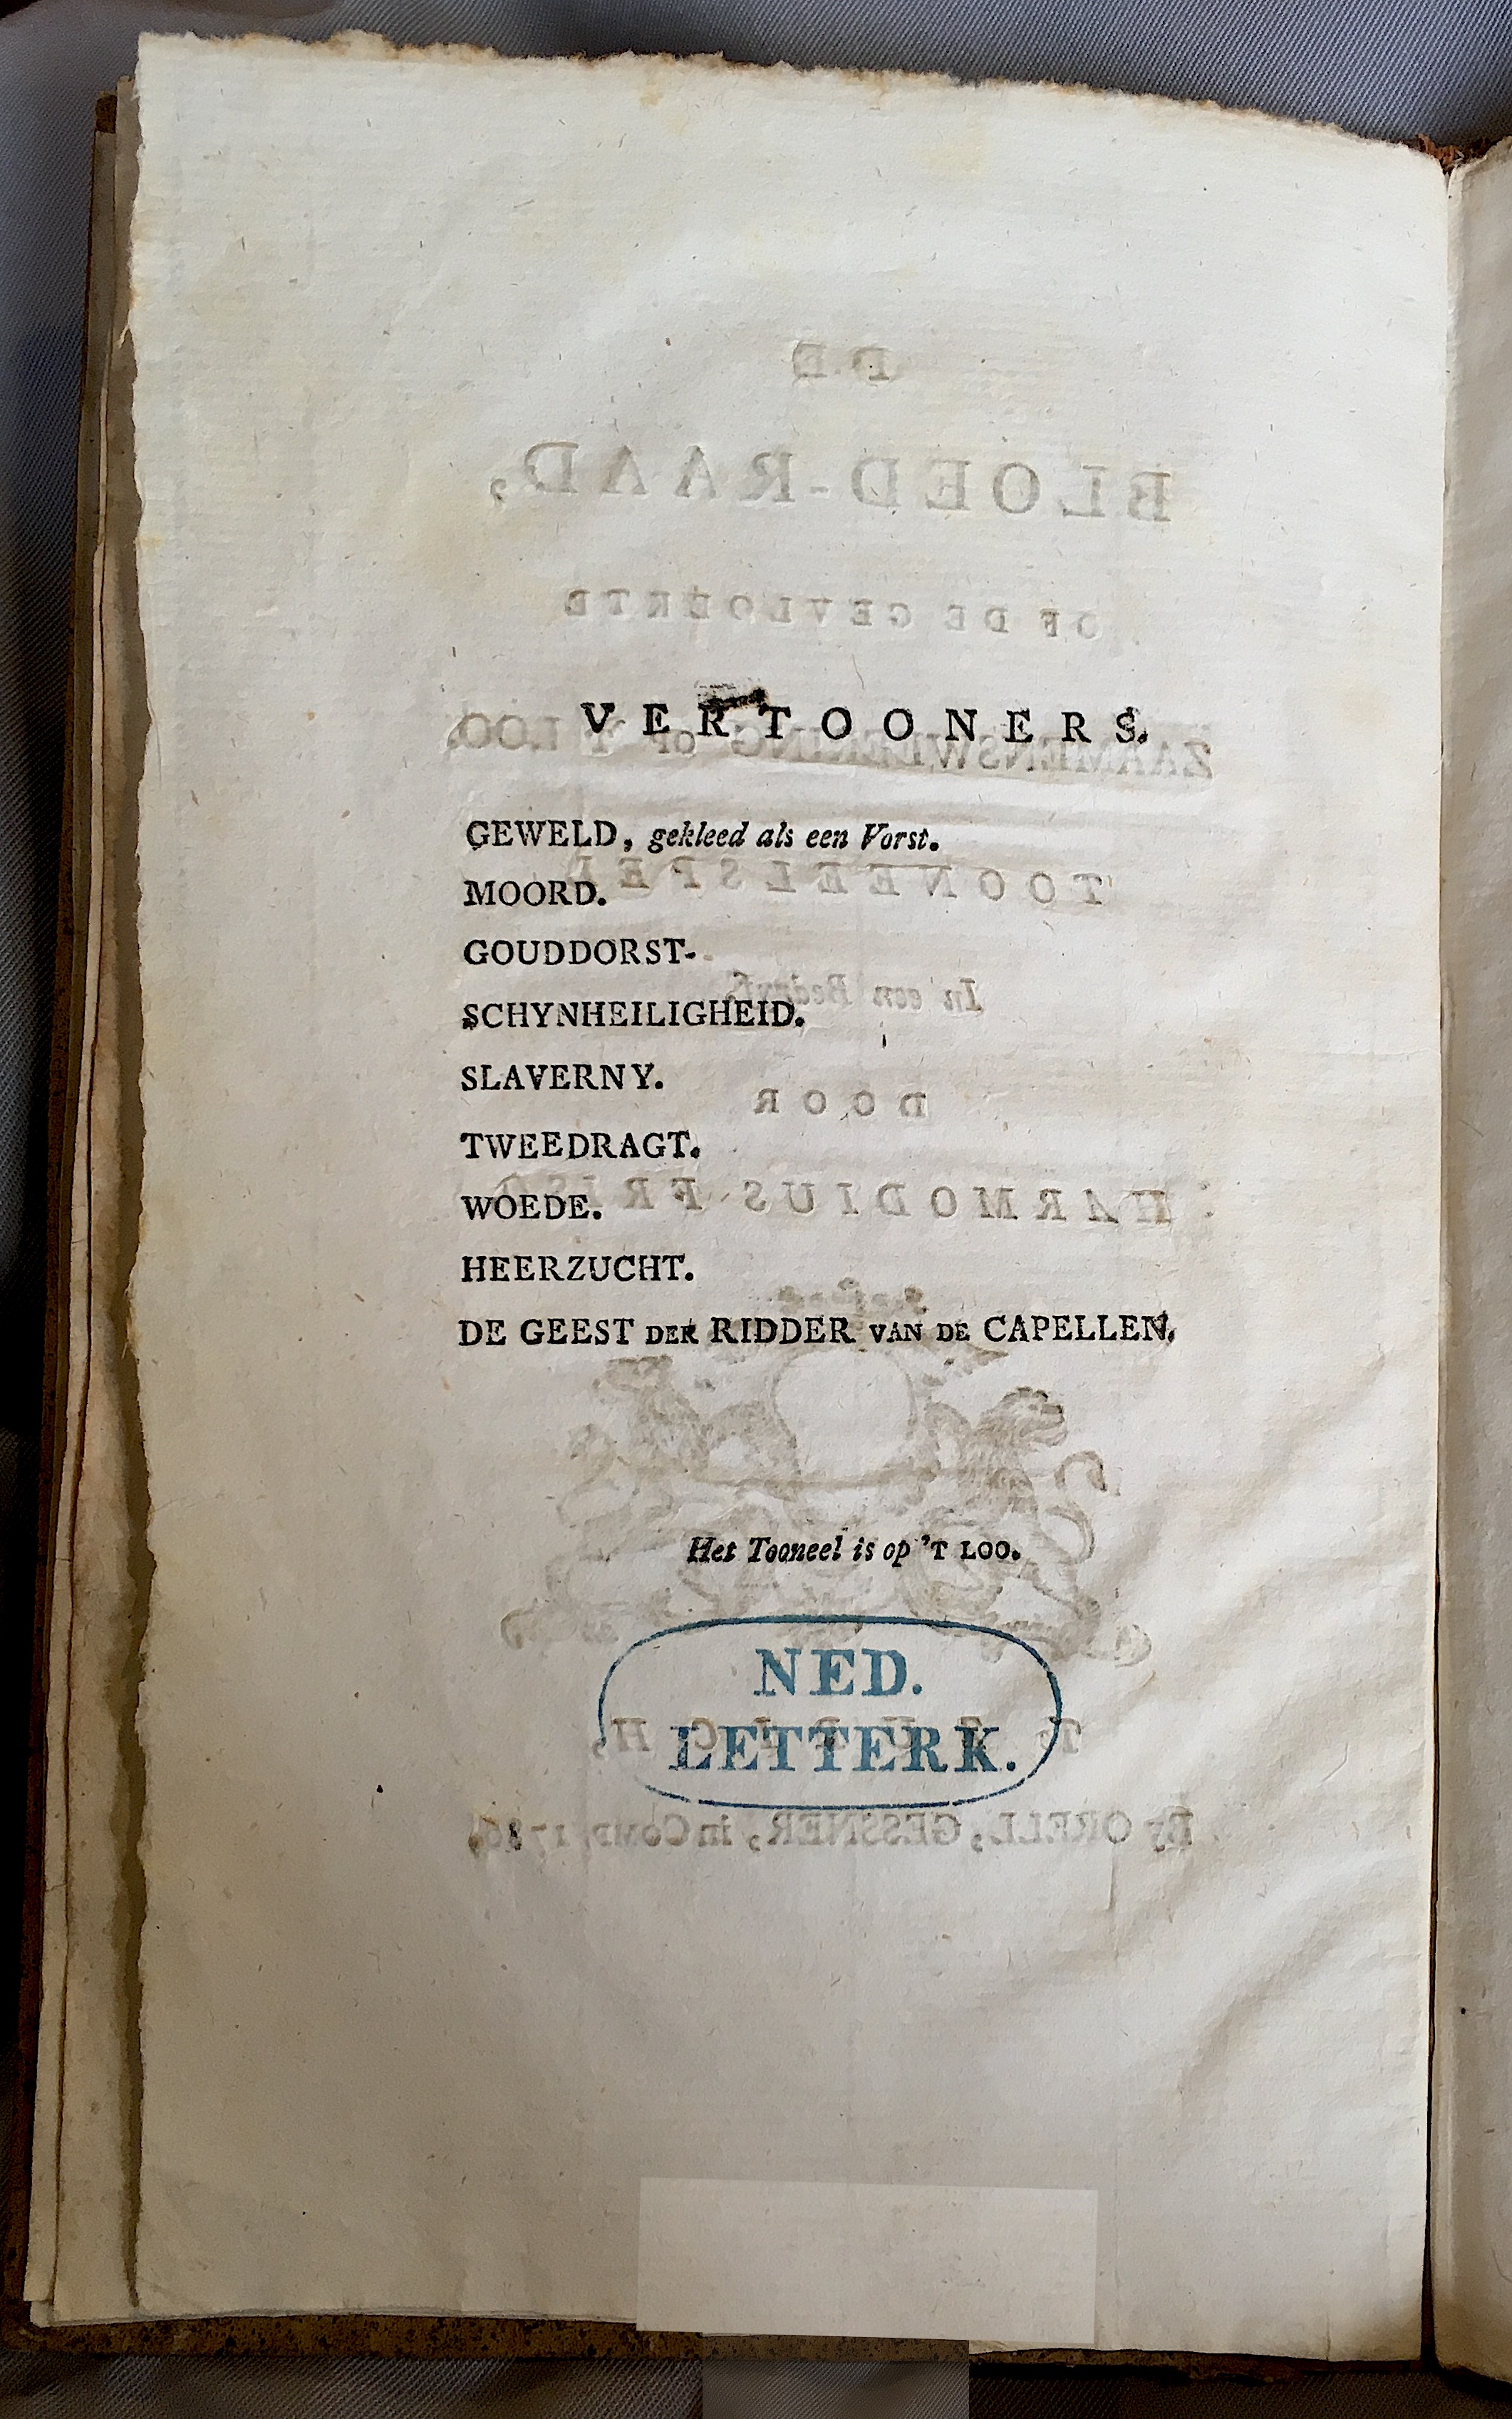 VERTOONERS.
GEWELD, gekleed als een Vorst.
MOORD.
GOUDDORST-
SCHYNHEILIGHEID.
SLAVERNY.
TWEEDRAGT.
WOEDE.
HEERZUCHT.
DE GEEST DER RIDDER VAN DE CAPELLEN.
Het Tooneel is op 'T LOO.
NED.
LETTERK.